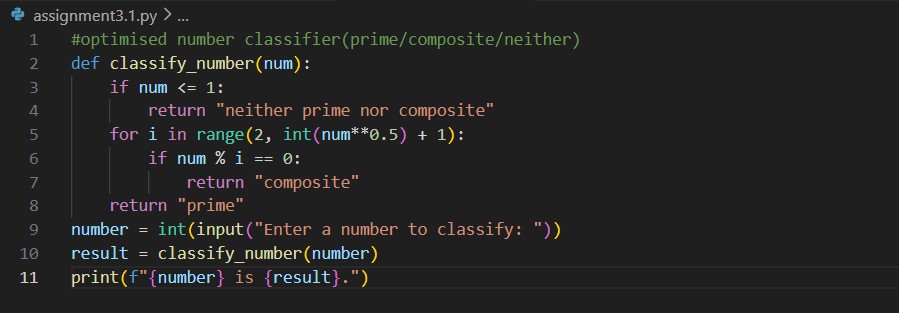 assignment3.1.py > ...
1 #optimised number classifier(prime/composite/neither)
2 def classify_number(num):
3     if num <= 1:
4         return "neither prime nor composite"
5     for i in range(2, int(num**0.5) + 1):
6         if num % i == 0:
7             return "composite"
8     return "prime"
9 number = int(input("Enter a number to classify: "))
10 result = classify_number(number)
11 print(f"{number} is {result}.")